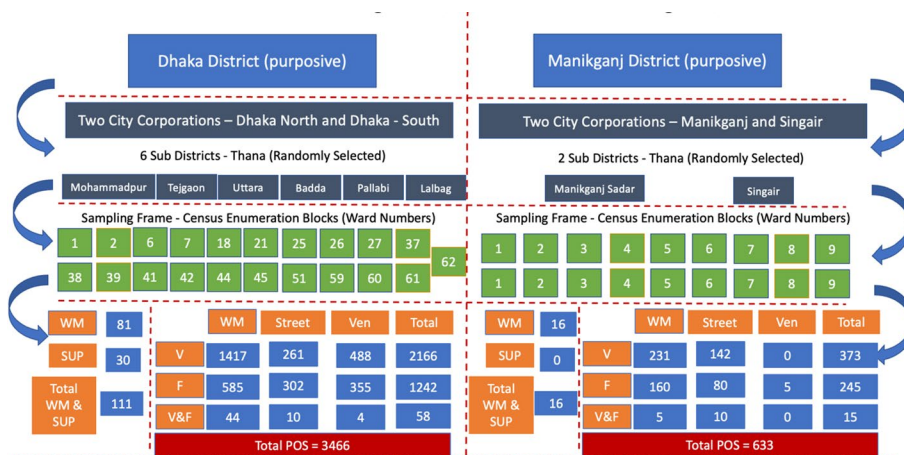 Dhaka District (purposive)
Two City Corporations – Dhaka North and Dhaka - South
6 Sub Districts - Thana (Randomly Selected)
Mohammadpur Tejgaon Uttara Badda Pallabi Lalbag
Sampling Frame - Census Enumeration Blocks (Ward Numbers)
1 2 6 7 18 21 25 26 27 37
62
38 39 41 42 44 45 51 59 60 61
WM 81
SUP 30
Total WM & SUP 111
WM Street Ven Total
V 1417 261 488 2166
F 585 302 355 1242
V&F 44 10 4 58
Total POS = 3466
Manikganj District (purposive)
Two City Corporations – Manikganj and Singair
2 Sub Districts - Thana (Randomly Selected)
Manikganj Sadar Singair
Sampling Frame - Census Enumeration Blocks (Ward Numbers)
1 2 3 4 5 6 7 8 9
1 2 3 4 5 6 7 8 9
WM 16
SUP 0
Total WM & SUP 16
WM Street Ven Total
V 231 142 0 373
F 160 80 5 245
V&F 5 10 0 15
Total POS = 633